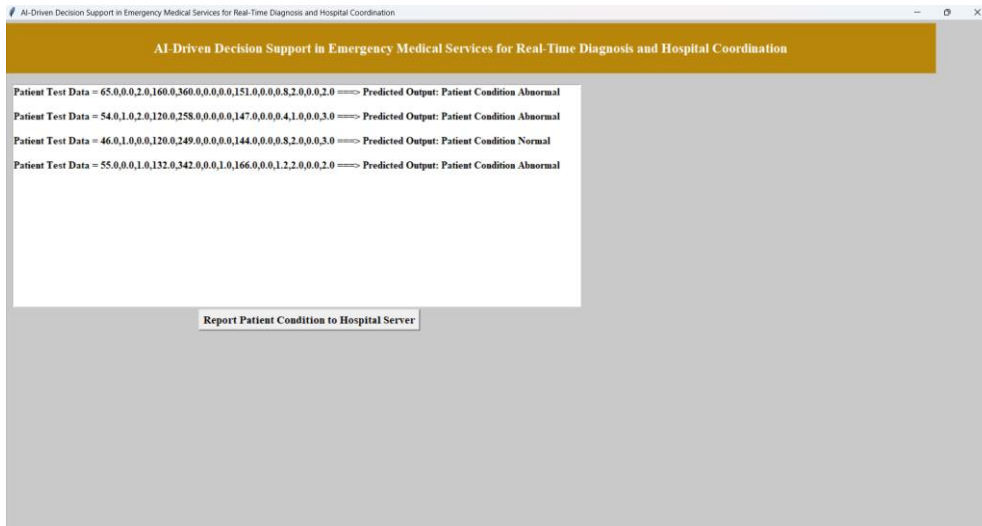 AI-Driven Decision Support in Emergency Medical Services for Real-Time Diagnosis and Hospital Coordination
AI-Driven Decision Support in Emergency Medical Services for Real-Time Diagnosis and Hospital Coordination
Patient Test Data = 65.0,0.0,2.0,160.0,360.0,0.0,0.0,151.0,0.0,0.8,2.0,0.0,2.0 ===> Predicted Output: Patient Condition Abnormal
Patient Test Data = 54.0,1.0,2.0,120.0,258.0,0.0,0.0,147.0,0.0,0.4,1.0,0.0,3.0 ===> Predicted Output: Patient Condition Abnormal
Patient Test Data = 46.0,1.0,0.0,120.0,249.0,0.0,0.0,144.0,0.0,0.8,2.0,0.0,3.0 ===> Predicted Output: Patient Condition Normal
Patient Test Data = 55.0,0.0,1.0,132.0,342.0,0.0,1.0,166.0,0.0,1.2,2.0,0.0,2.0 ===> Predicted Output: Patient Condition Abnormal
Report Patient Condition to Hospital Server